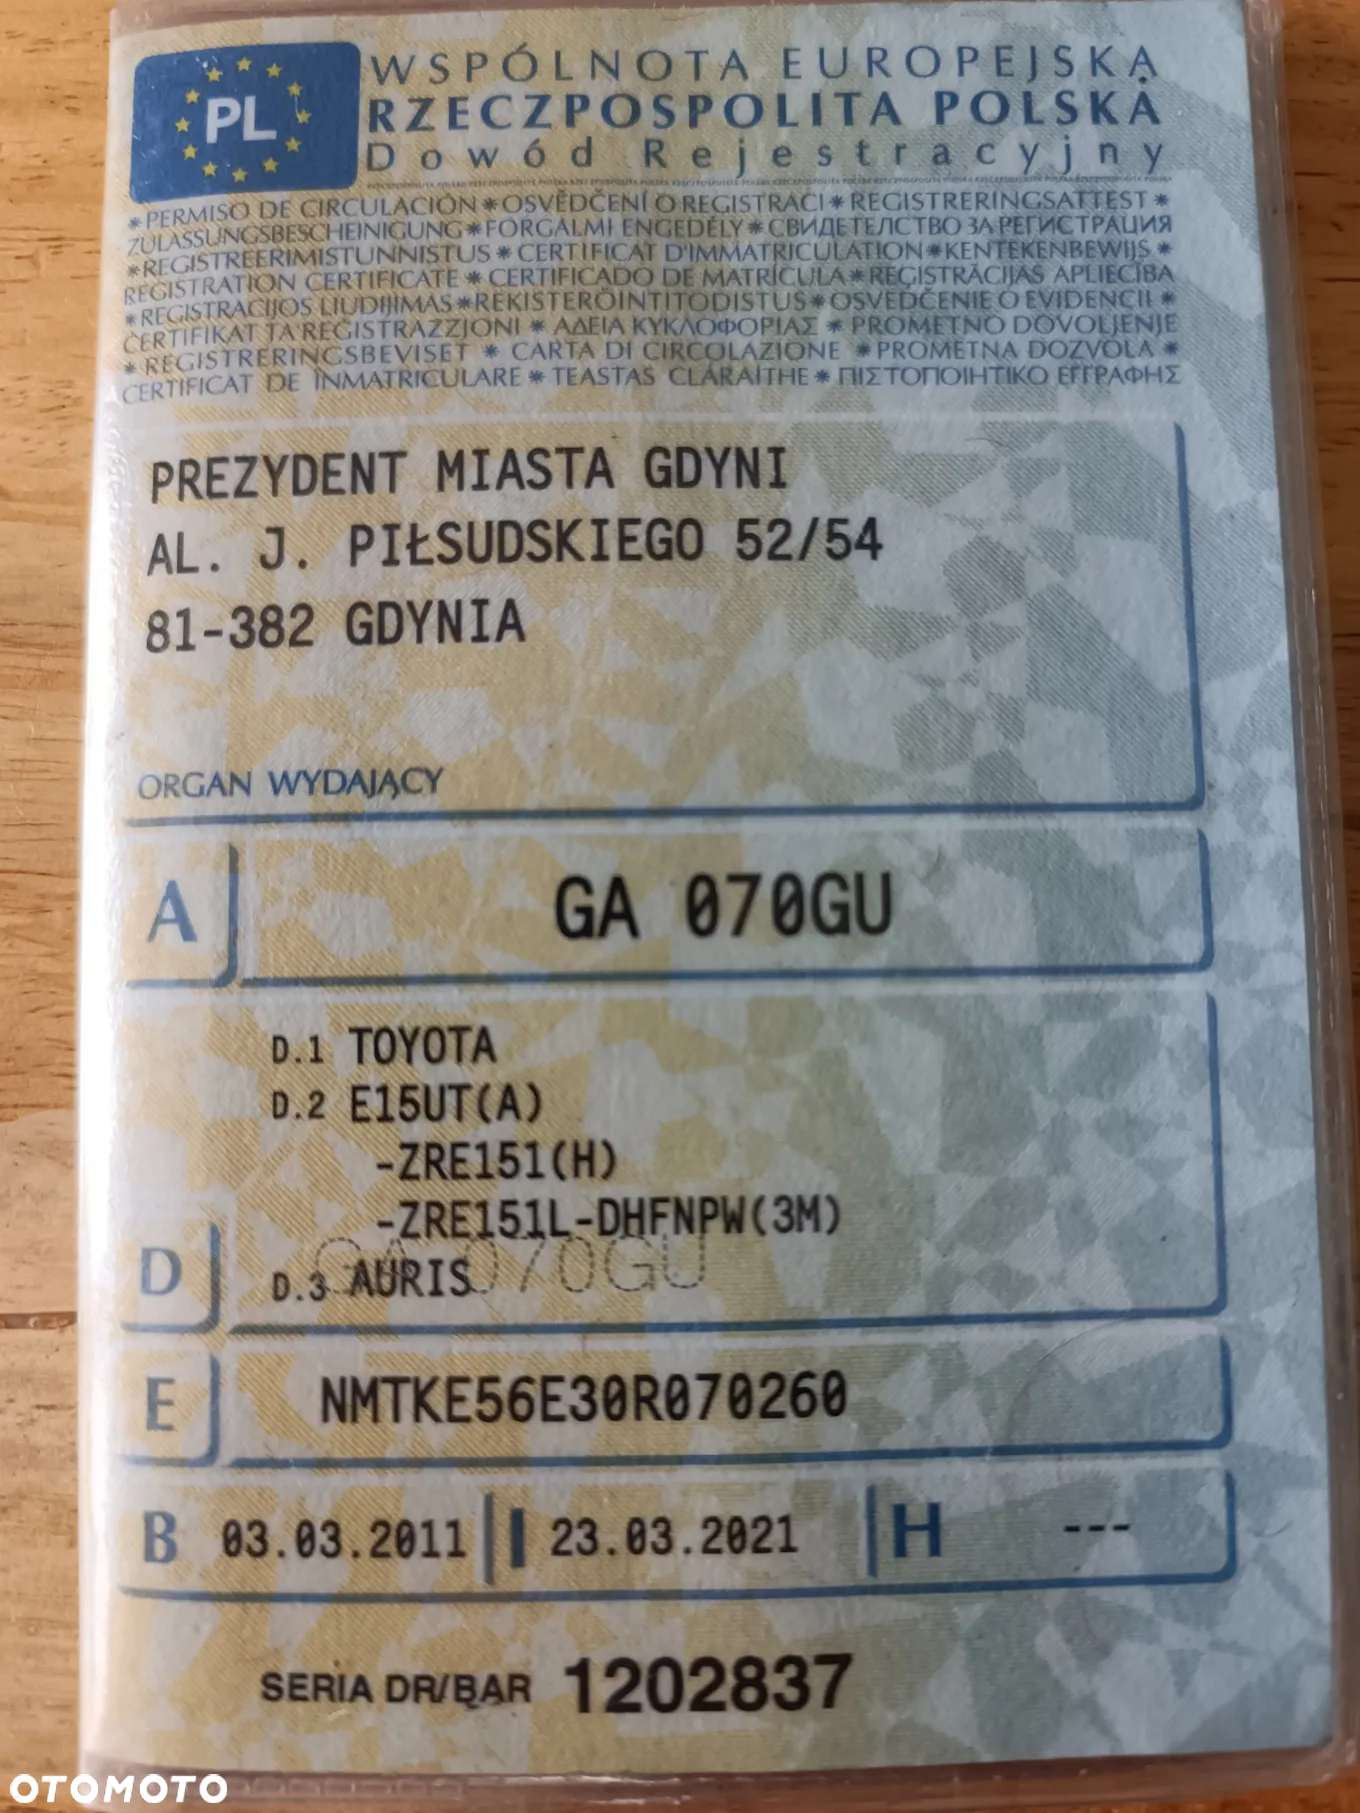 PL
WSPÓLNOTA EUROPEJSKA
RZECZPOSPOLITA POLSKA
Dowód Rejestracyjny
*PERMISO DE CIRCULACIÓN*OSVĚDČENÍ O REGISTRACI*REGISTRERINGSATTEST*
ZULASSUNGSBESCHEINIGUNG*FORGALMI ENGEDÉLY*СВИДЕТЕЛСТВО ЗА РЕГИСТРАЦИЯ
*REGISTREERIMISTUNNISTUS*CERTIFICAT D'IMMATRICULATION*KENTEKENBEWIJS*
REGISTRATION CERTIFICATE*CERTIFICADO DE MATRÍCULA*REĢISTRĀCIJAS APLIECĪBA
*REGISTRACIJOS LIUDIJIMAS*REKISTERÖINTITODISTUS*OSVEDČENIE O EVIDENCII*
ĊERTIFIKAT TA REĠISTRAZZJONI*ΑΔΕΙΑ ΚΥΚΛΟΦΟΡΙΑΣ*PROMETNO DOVOLJENJE
*REGISTRERINGSBEVISET*CARTA DI CIRCOLAZIONE*PROMETNA DOZVOLA*
CERTIFICAT DE ÎNMATRICULARE*TEASTAS CLÁRAITHE*ΠΙΣΤΟΠΟΙΗΤΙΚΟ ΕΓΓΡΑΦΗΣ
PREZYDENT MIASTA GDYNI
AL. J. PIŁSUDSKIEGO 52/54
81-382 GDYNIA
ORGAN WYDAJĄCY
A GA 070GU
D.1 TOYOTA
D.2 E15UT(A)
-ZRE151(H)
-ZRE151L-DHFNPW(3M)
GA 070GU
D D.3 AURIS
E NMTKE56E30R070260
B 03.03.2011 I 23.03.2021 H ---
SERIA DR/BAR 1202837
OTOMOTO